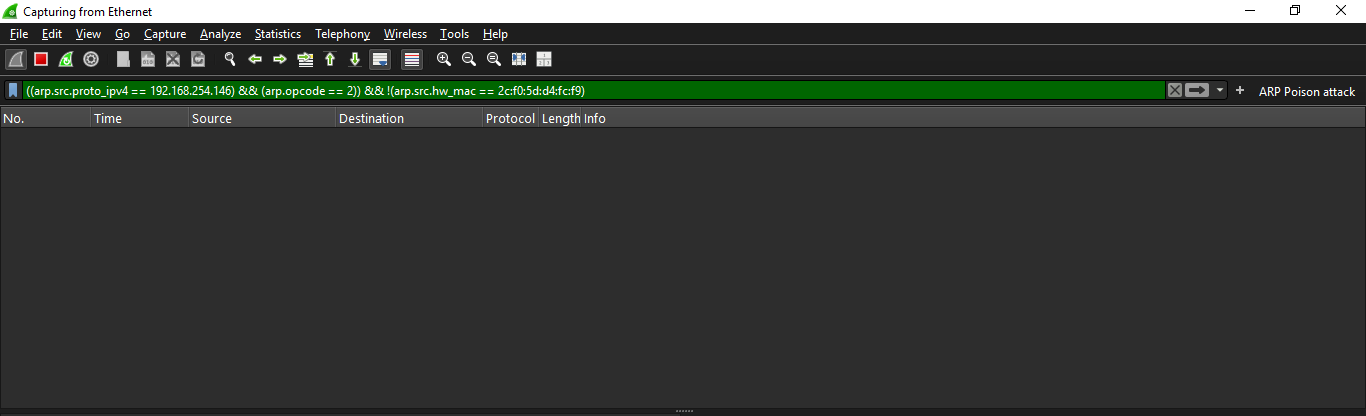 Capturing from Ethernet
File Edit View Go Capture Analyze Statistics Telephony Wireless Tools Help
((arp.src.proto_ipv4 == 192.168.254.146) && (arp.opcode == 2)) && !(arp.src.hw_mac == 2c:f0:5d:d4:fc:f9) + ARP Poison attack
No. Time Source Destination Protocol Length Info